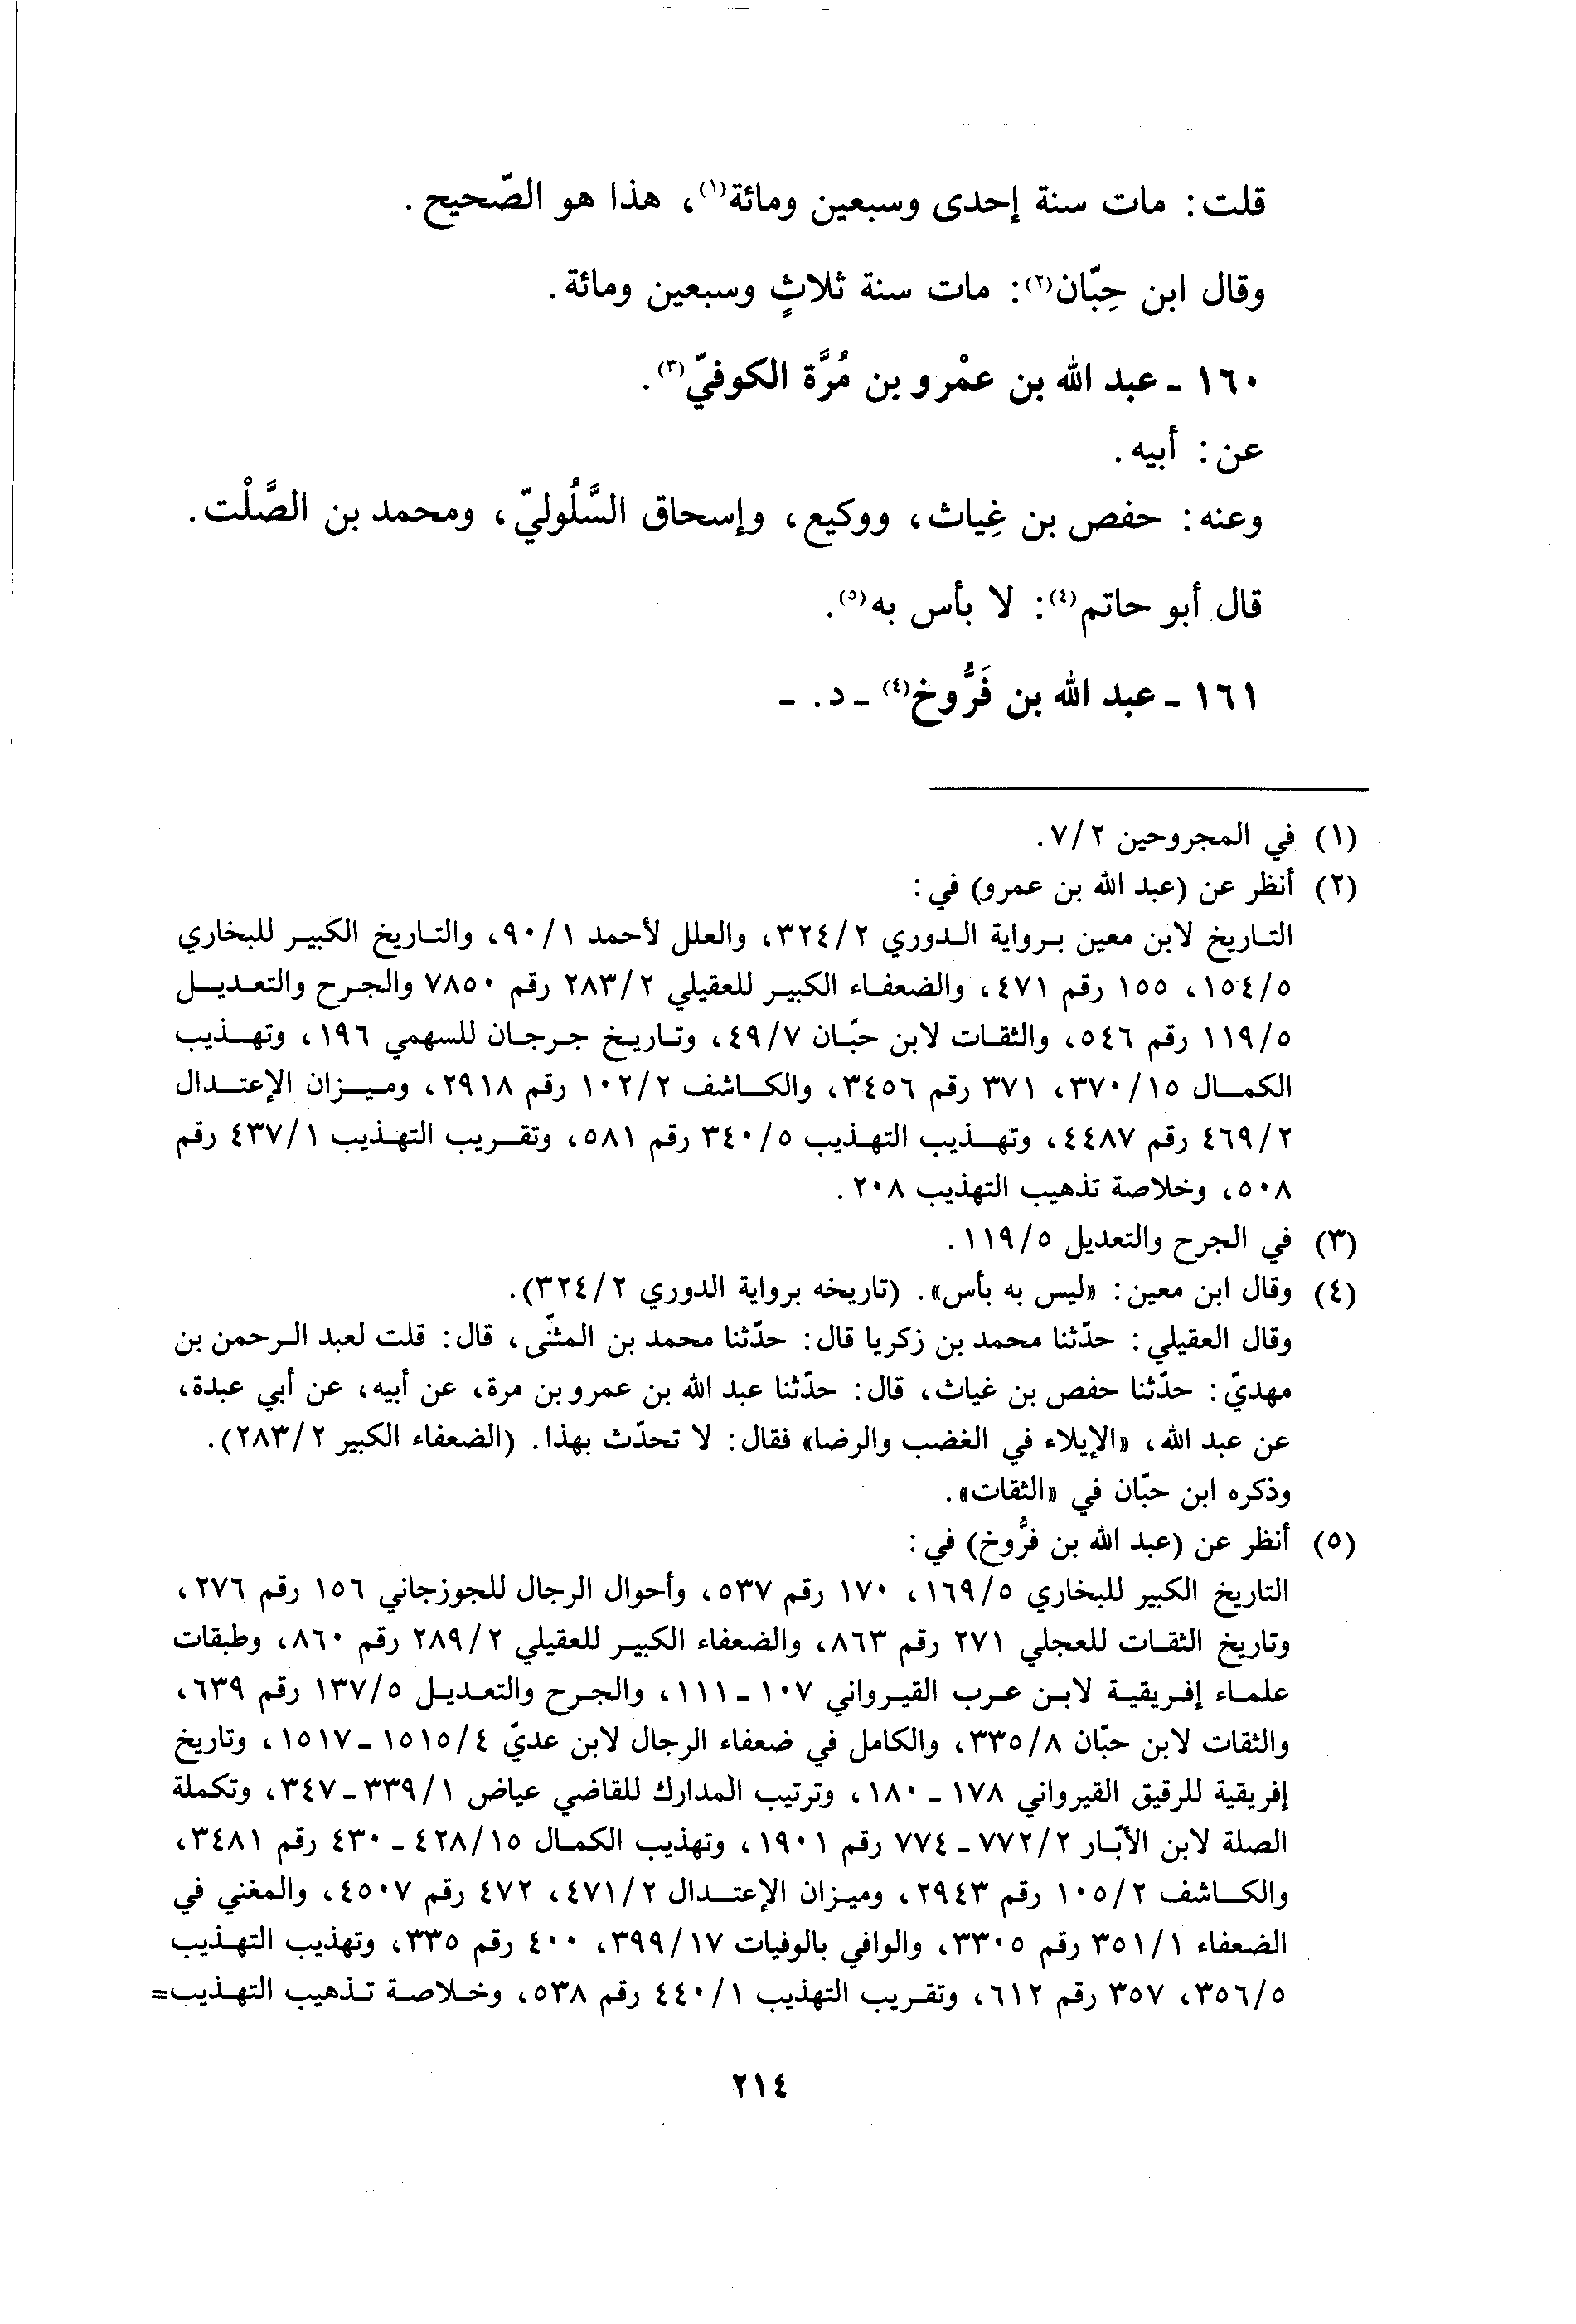 قلت: مات سنة إحدى وسبعين ومائة(١)، هذا هو الصّحيح.
وقال ابن حِبّان(٢): مات سنة ثلاثٍ وسبعين ومائة.
١٦٠ - عبد الله بن عمْرو بن مُرَّة الكوفيّ(٣).
عن: أبيه.
وعنه: حفص بن غِياث، ووكيع، وإسحاق السَّلُوليّ، ومحمد بن الصَّلْت.
قال أبو حاتم(٤): لا بأس به(٥).
١٦١ - عبد الله بن فَرُّوخ(٤) - د. -
(١) في المجروحين ٧/٢.
(٢) أنظر عن (عبد الله بن عمرو) في:
التاريخ لابن معين برواية الدوري ٣٢٤/٢، والعلل لأحمد ٩٠/١، والتاريخ الكبير للبخاري
١٥٤/٥، ١٥٥ رقم ٤٧١، والضعفاء الكبير للعقيلي ٢٨٣/٢ رقم ٧٨٥٠ والجرح والتعديل
١١٩/٥ رقم ٥٤٦، والثقات لابن حبّان ٤٩/٧، وتاريخ جرجان للسهمي ١٩٦، وتهذيب
الكمال ٣٧٠/١٥، ٣٧١ رقم ٣٤٥٦، والكاشف ١٠٢/٢ رقم ٢٩١٨، وميزان الإعتدال
٤٦٩/٢ رقم ٤٤٨٧، وتهذيب التهذيب ٣٤٠/٥ رقم ٥٨١، وتقريب التهذيب ٤٣٧/١ رقم
٥٠٨، وخلاصة تذهيب التهذيب ٢٠٨.
(٣) في الجرح والتعديل ١١٩/٥.
(٤) وقال ابن معين: «ليس به بأس». (تاريخه برواية الدوري ٣٢٤/٢).
وقال العقيلي: حدّثنا محمد بن زكريا قال: حدّثنا محمد بن المثنّى، قال: قلت لعبد الرحمن بن
مهديّ: حدّثنا حفص بن غياث، قال: حدّثنا عبد الله بن عمرو بن مرة، عن أبيه، عن أبي عبدة،
عن عبد الله، «الإيلاء في الغضب والرضا» فقال: لا تحدّث بهذا. (الضعفاء الكبير ٢٨٣/٢).
وذكره ابن حبّان في «الثقات».
(٥) أنظر عن (عبد الله بن فرُّوخ) في:
التاريخ الكبير للبخاري ١٦٩/٥، ١٧٠ رقم ٥٣٧، وأحوال الرجال للجوزجاني ١٥٦ رقم ٢٧٦،
وتاريخ الثقات للعجلي ٢٧١ رقم ٨٦٣، والضعفاء الكبير للعقيلي ٢٨٩/٢ رقم ٨٦٠، وطبقات
علماء إفريقية لابن عرب القيرواني ١٠٧ - ١١١، والجرح والتعديل ١٣٧/٥ رقم ٦٣٩،
والثقات لابن حبّان ٣٣٥/٨، والكامل في ضعفاء الرجال لابن عديّ ١٥١٥/٤ - ١٥١٧، وتاريخ
إفريقية للرقيق القيرواني ١٧٨ - ١٨٠، وترتيب المدارك للقاضي عياض ٣٣٩/١ - ٣٤٧، وتكملة
الصلة لابن الأبّار ٧٧٢/٢ - ٧٧٤ رقم ١٩٠١، وتهذيب الكمال ٤٢٨/١٥ - ٤٣٠ رقم ٣٤٨١،
والكاشف ١٠٥/٢ رقم ٢٩٤٣، وميزان الإعتدال ٤٧١/٢، ٤٧٢ رقم ٤٥٠٧، والمغني في
الضعفاء ٣٥١/١ رقم ٣٣٠٥، والوافي بالوفيات ٣٩٩/١٧، ٤٠٠ رقم ٣٣٥، وتهذيب التهذيب
٣٥٦/٥، ٣٥٧ رقم ٦١٢، وتقريب التهذيب ٤٤٠/١ رقم ٥٣٨، وخلاصة تذهيب التهذيب=
٢١٤